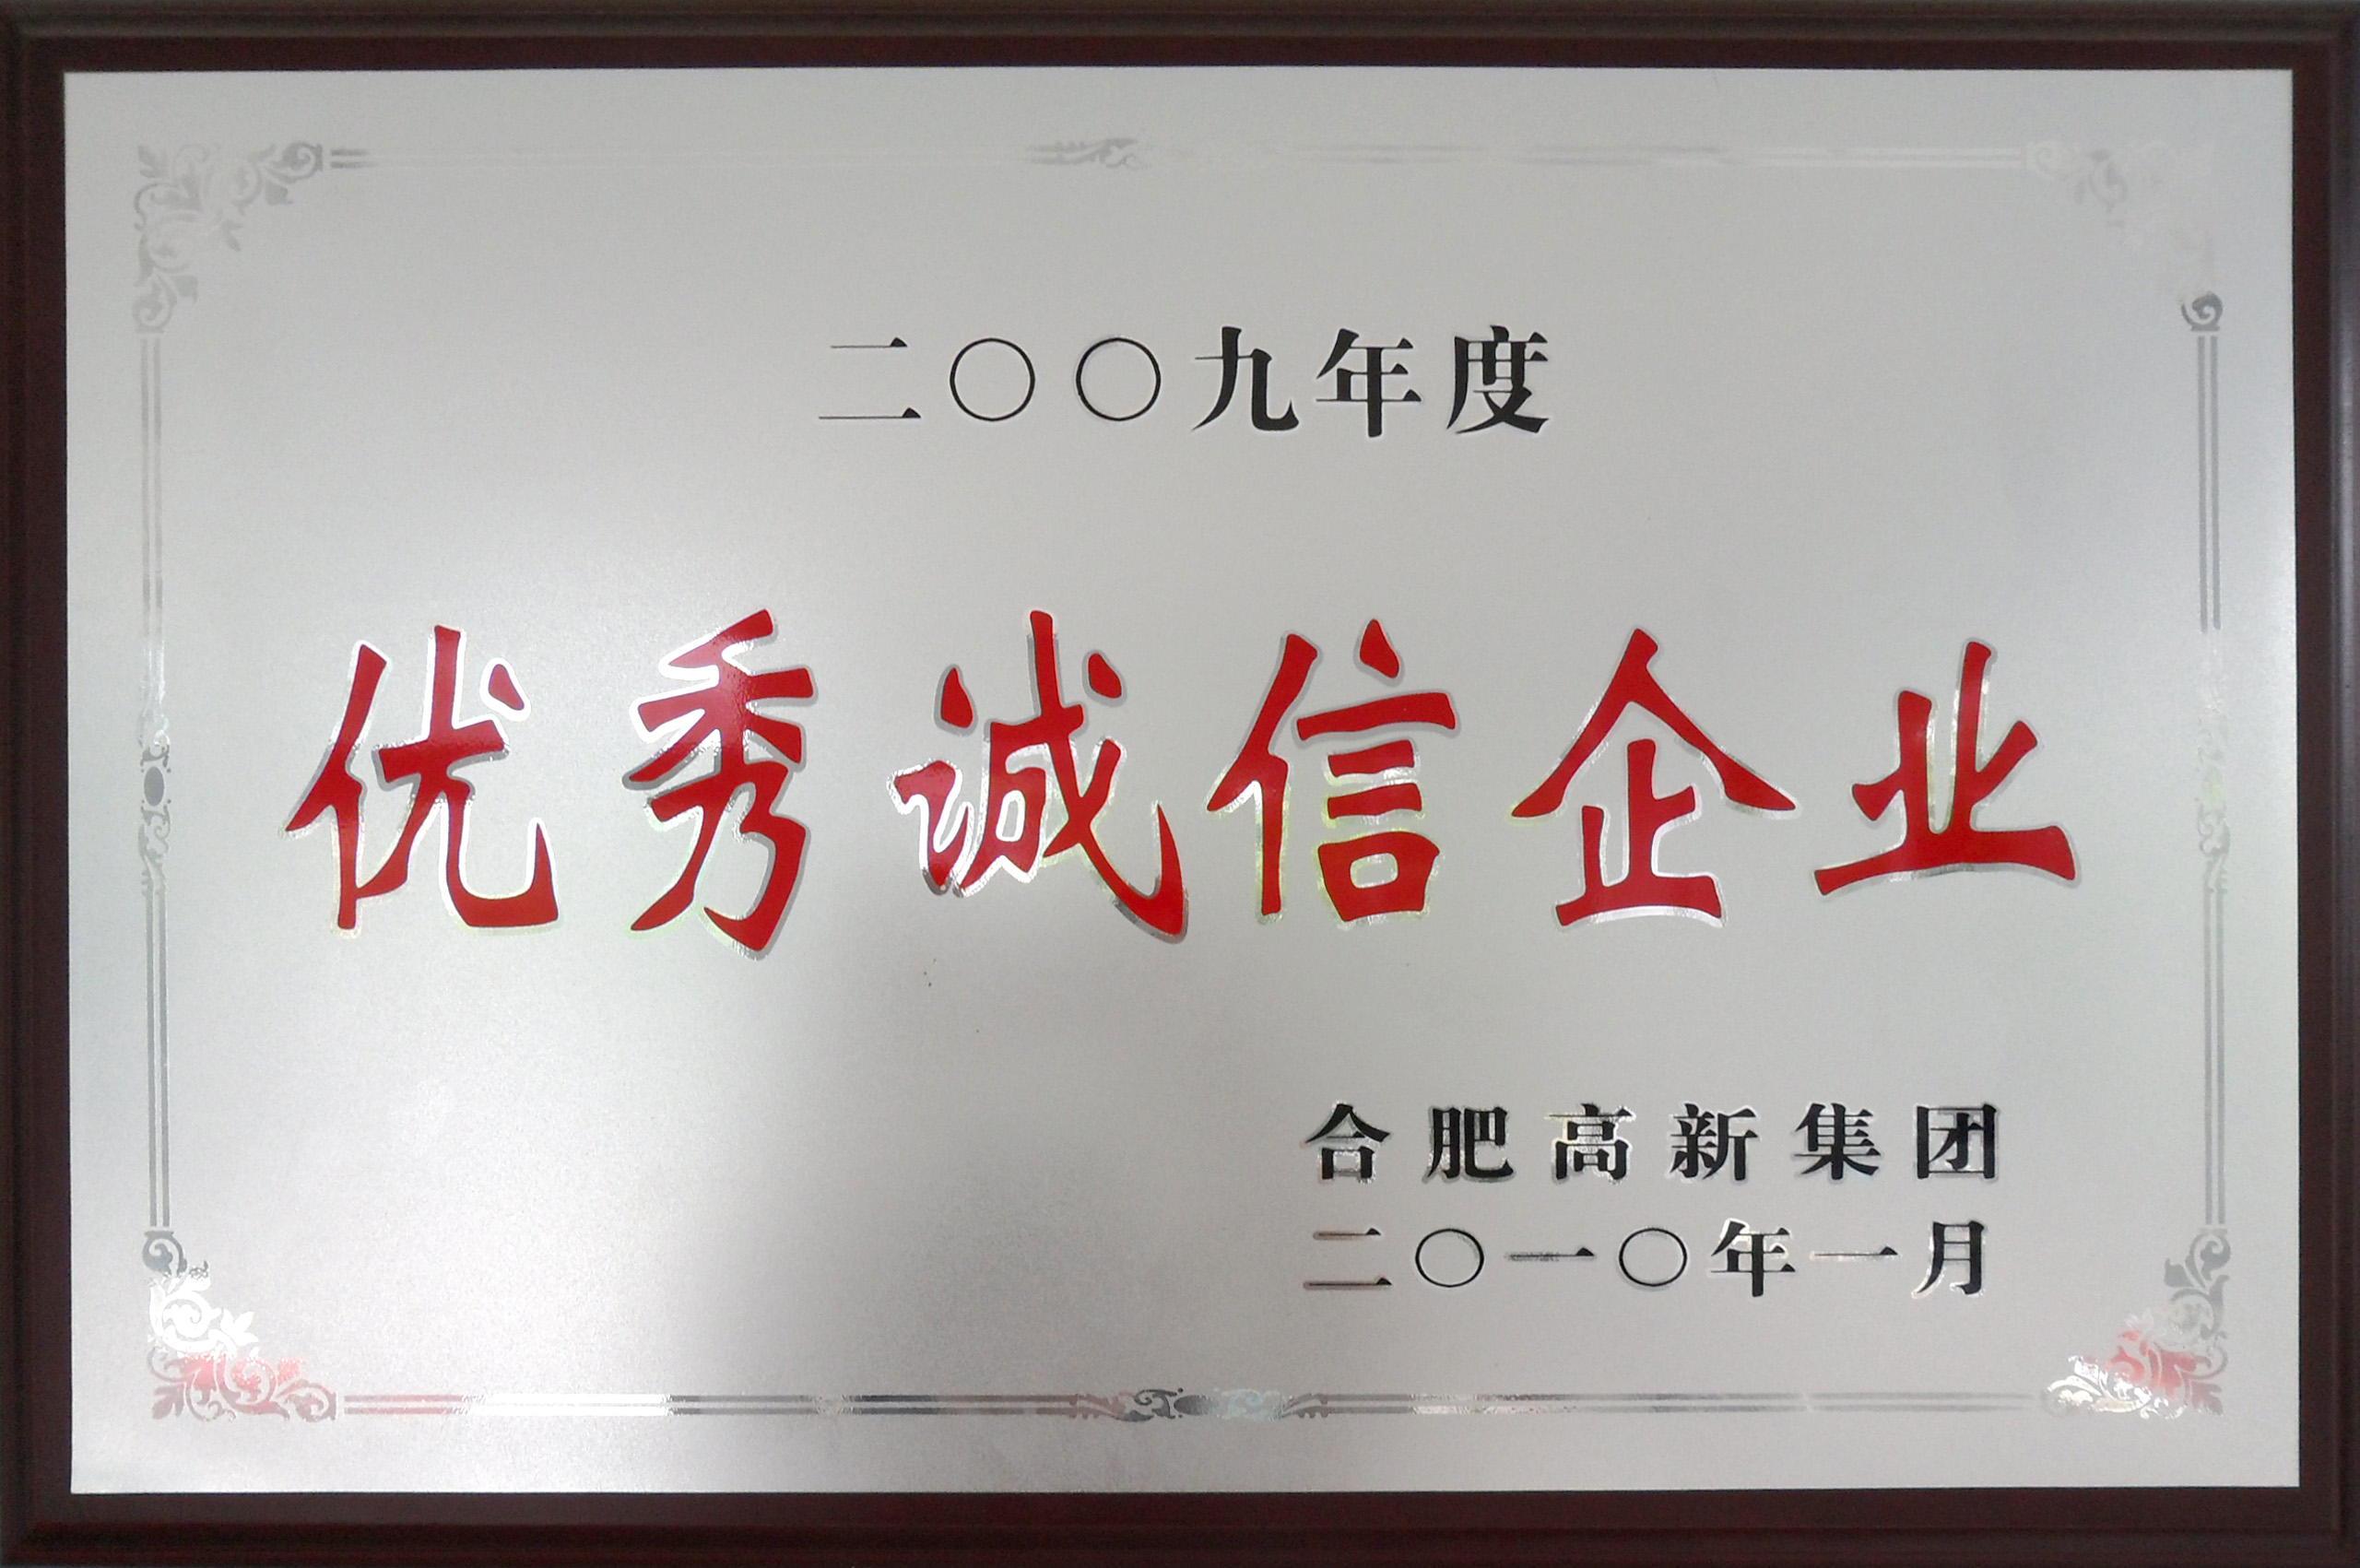 二〇〇九年度
优秀诚信企业
合肥高新集团
二〇一〇年一月